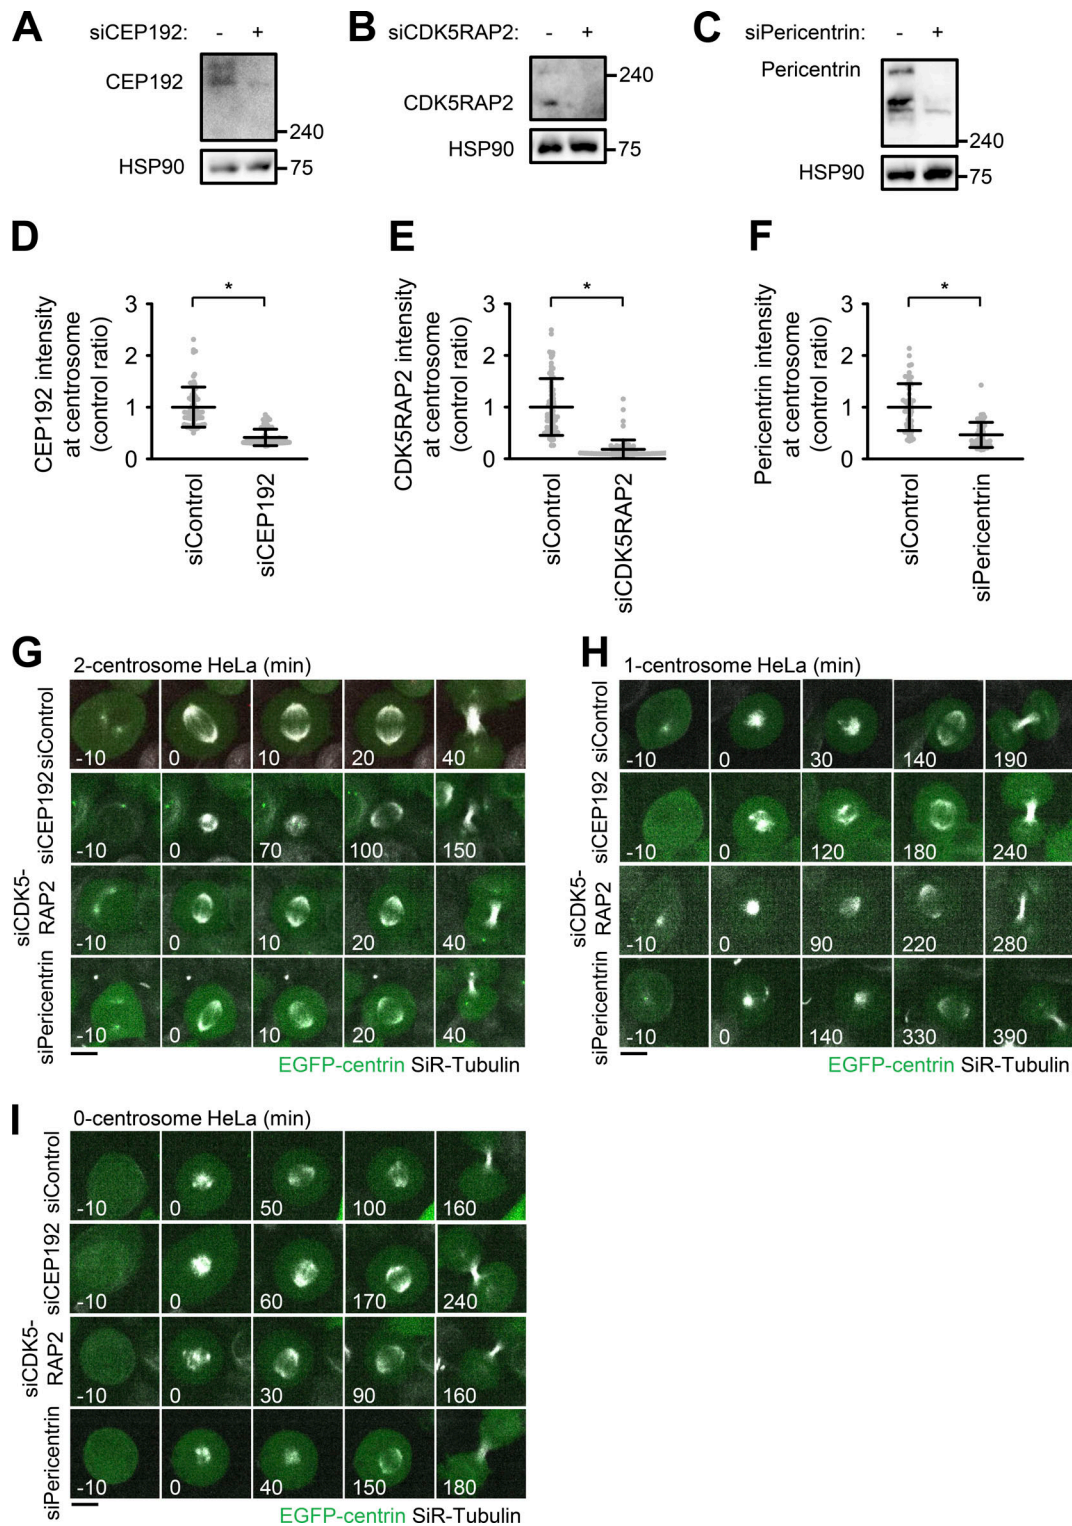 A
siCEP192: - +
CEP192
240
HSP90
75
B
siCDK5RAP2: - +
240
CDK5RAP2
HSP90
75
C
siPericentrin: - +
Pericentrin
240
HSP90
75
D
CEP192 intensity
at centrosome
(control ratio)
3
2
1
0
*
siControl
siCEP192
E
CDK5RAP2 intensity
at centrosome
(control ratio)
3
2
1
0
*
siControl
siCDK5RAP2
F
Pericentrin intensity
at centrosome
(control ratio)
3
2
1
0
*
siControl
siPericentrin
G
2-centrosome HeLa (min)
siControl
-10 0 10 20 40
siCEP192
-10 0 70 100 150
siCDK5-
RAP2
-10 0 10 20 40
siPericentrin
-10 0 10 20 40
EGFP-centrin SiR-Tubulin
H
1-centrosome HeLa (min)
siControl
-10 0 30 140 190
siCEP192
-10 0 120 180 240
siCDK5-
RAP2
-10 0 90 220 280
siPericentrin
-10 0 140 330 390
EGFP-centrin SiR-Tubulin
I
0-centrosome HeLa (min)
siControl
-10 0 50 100 160
siCEP192
-10 0 60 170 240
siCDK5-
RAP2
-10 0 30 90 160
siPericentrin
-10 0 40 150 180
EGFP-centrin SiR-Tubulin